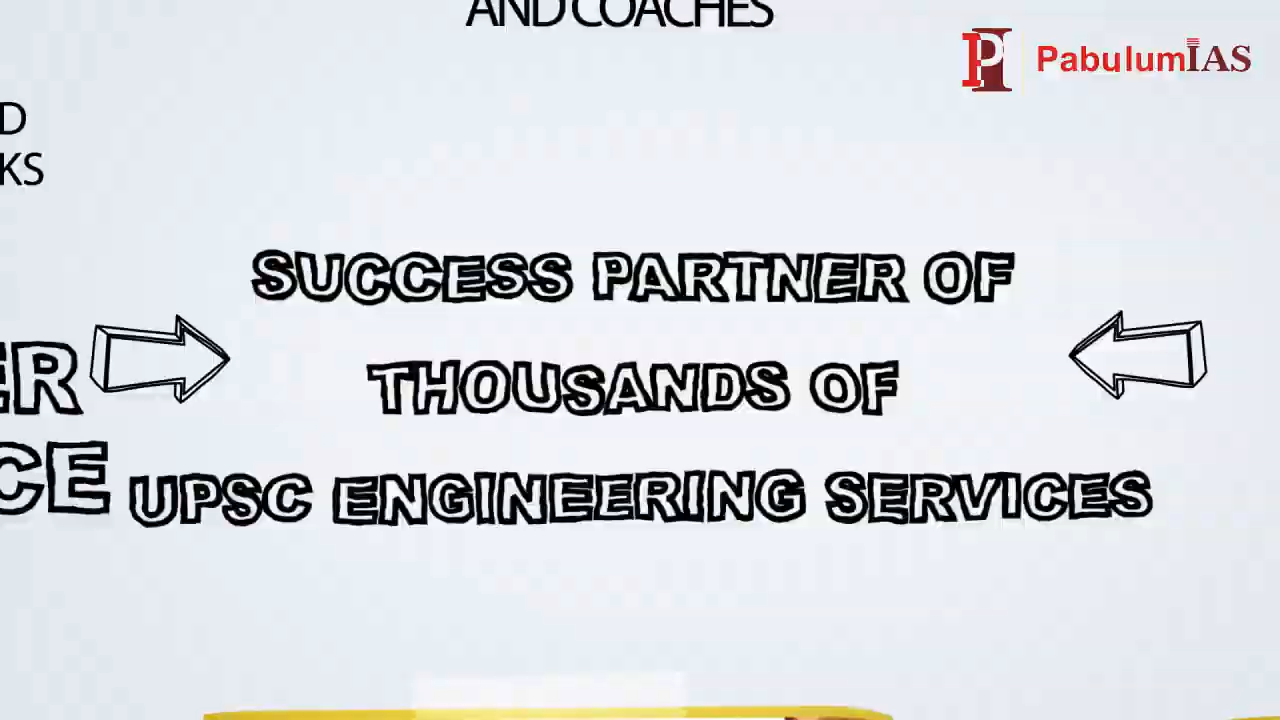 AND COACHES
PabulumIAS
D
KS
SUCCESS PARTNER OF
THOUSANDS OF
ER
CE
UPSC ENGINEERING SERVICES